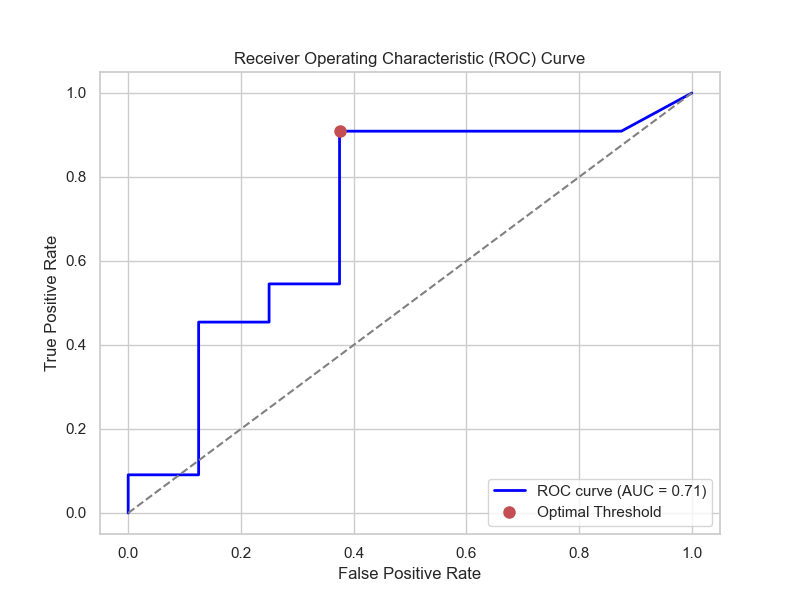 Receiver Operating Characteristic (ROC) Curve
True Positive Rate
1.0
0.8
0.6
0.4
0.2
0.0
ROC curve (AUC = 0.71)
Optimal Threshold
0.0 0.2 0.4 0.6 0.8 1.0
False Positive Rate